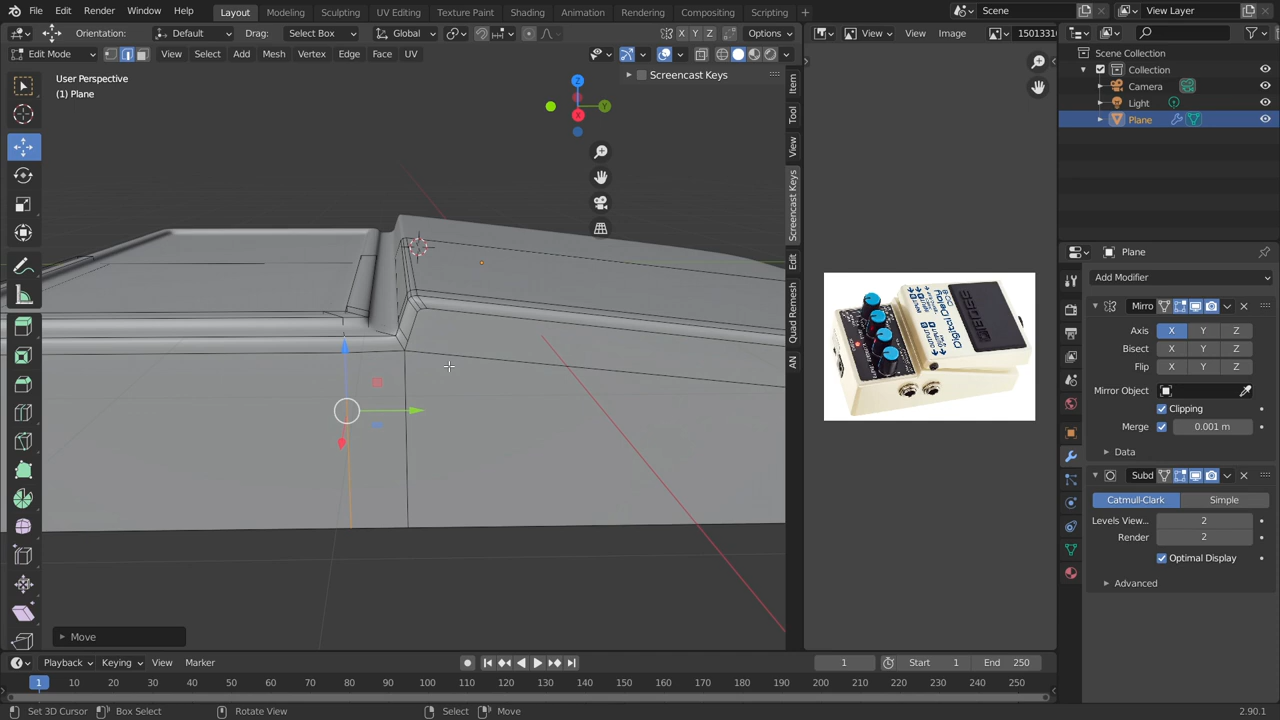 File Edit Render Window Help Layout Modeling Sculpting UV Editing Texture Paint Shading Animation Rendering Compositing Scripting + Scene View Layer
Orientation: Default Drag: Select Box Global X Y Z Options View Image 1501331
Edit Mode View Select Add Mesh Vertex Edge Face UV
User Perspective
(1) Plane
Screencast Keys
Z
Y
X
Item
Tool
View
Screencast Keys
Edit
Quad Remesh
AN
Move
Digital Delay
Scene Collection
Collection
Camera
Light
Plane
Plane
Add Modifier
Mirro
Axis X Y Z
Bisect X Y Z
Flip X Y Z
Mirror Object
Clipping
Merge 0.001 m
Data
Subd
Catmull-Clark Simple
Levels View... 2
Render 2
Optimal Display
Advanced
Playback Keying View Marker 1 Start 1 End 250
1 10 20 30 40 50 60 70 80 90 100 110 120 130 140 150 160 170 180 190 200 210 220 230 240 250
Set 3D Cursor Box Select Rotate View Select Move 2.90.1